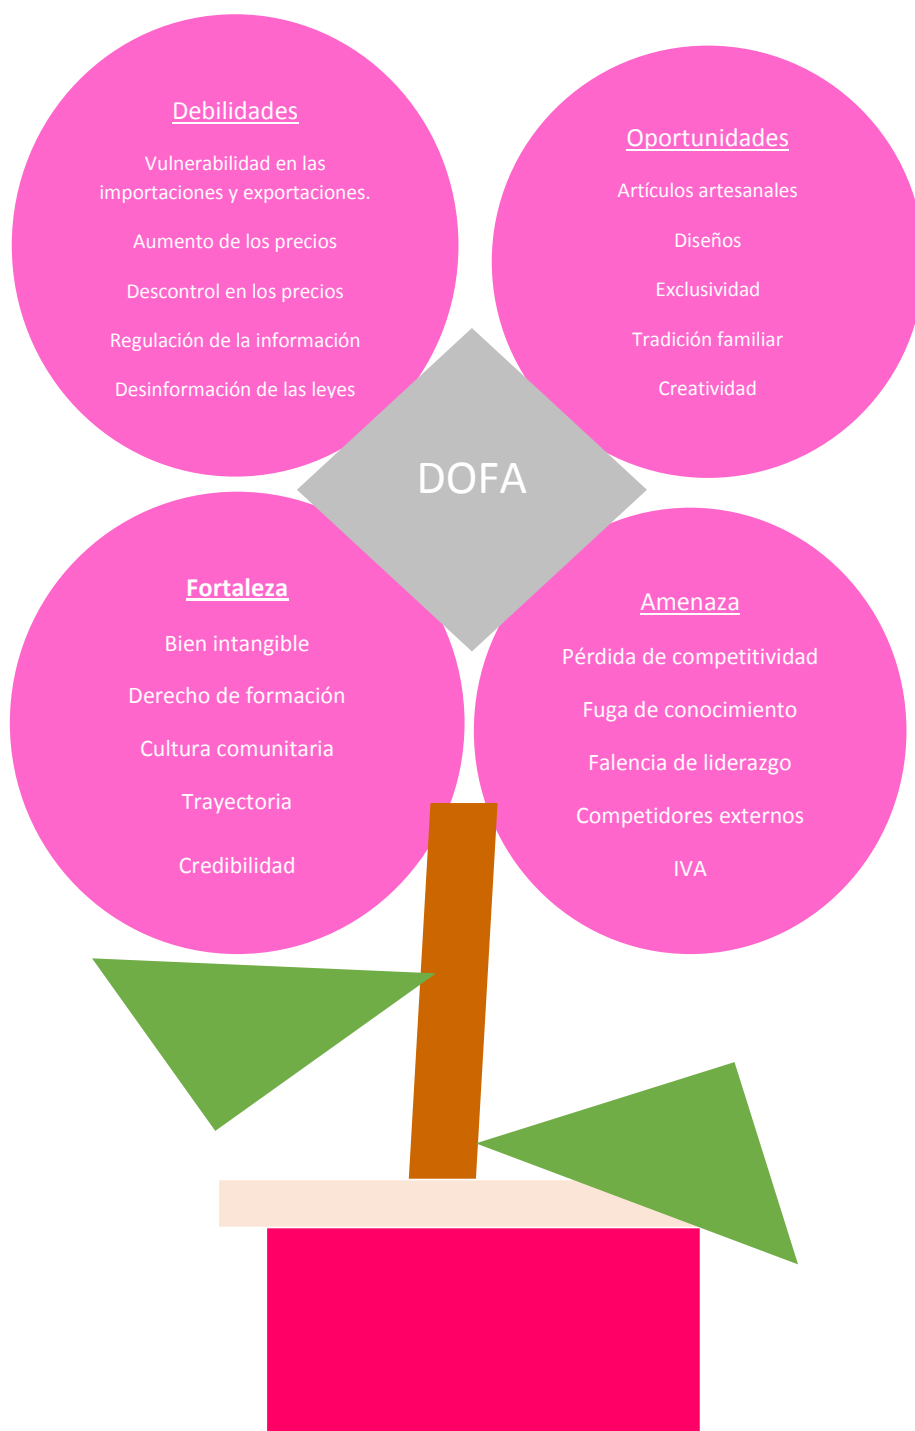 Debilidades
Vulnerabilidad en las
importaciones y exportaciones.
Aumento de los precios
Descontrol en los precios
Regulación de la información
Desinformación de las leyes
Oportunidades
Artículos artesanales
Diseños
Exclusividad
Tradición familiar
Creatividad
DOFA
Fortaleza
Bien intangible
Derecho de formación
Cultura comunitaria
Trayectoria
Credibilidad
Amenaza
Pérdida de competitividad
Fuga de conocimiento
Falencia de liderazgo
Competidores externos
IVA